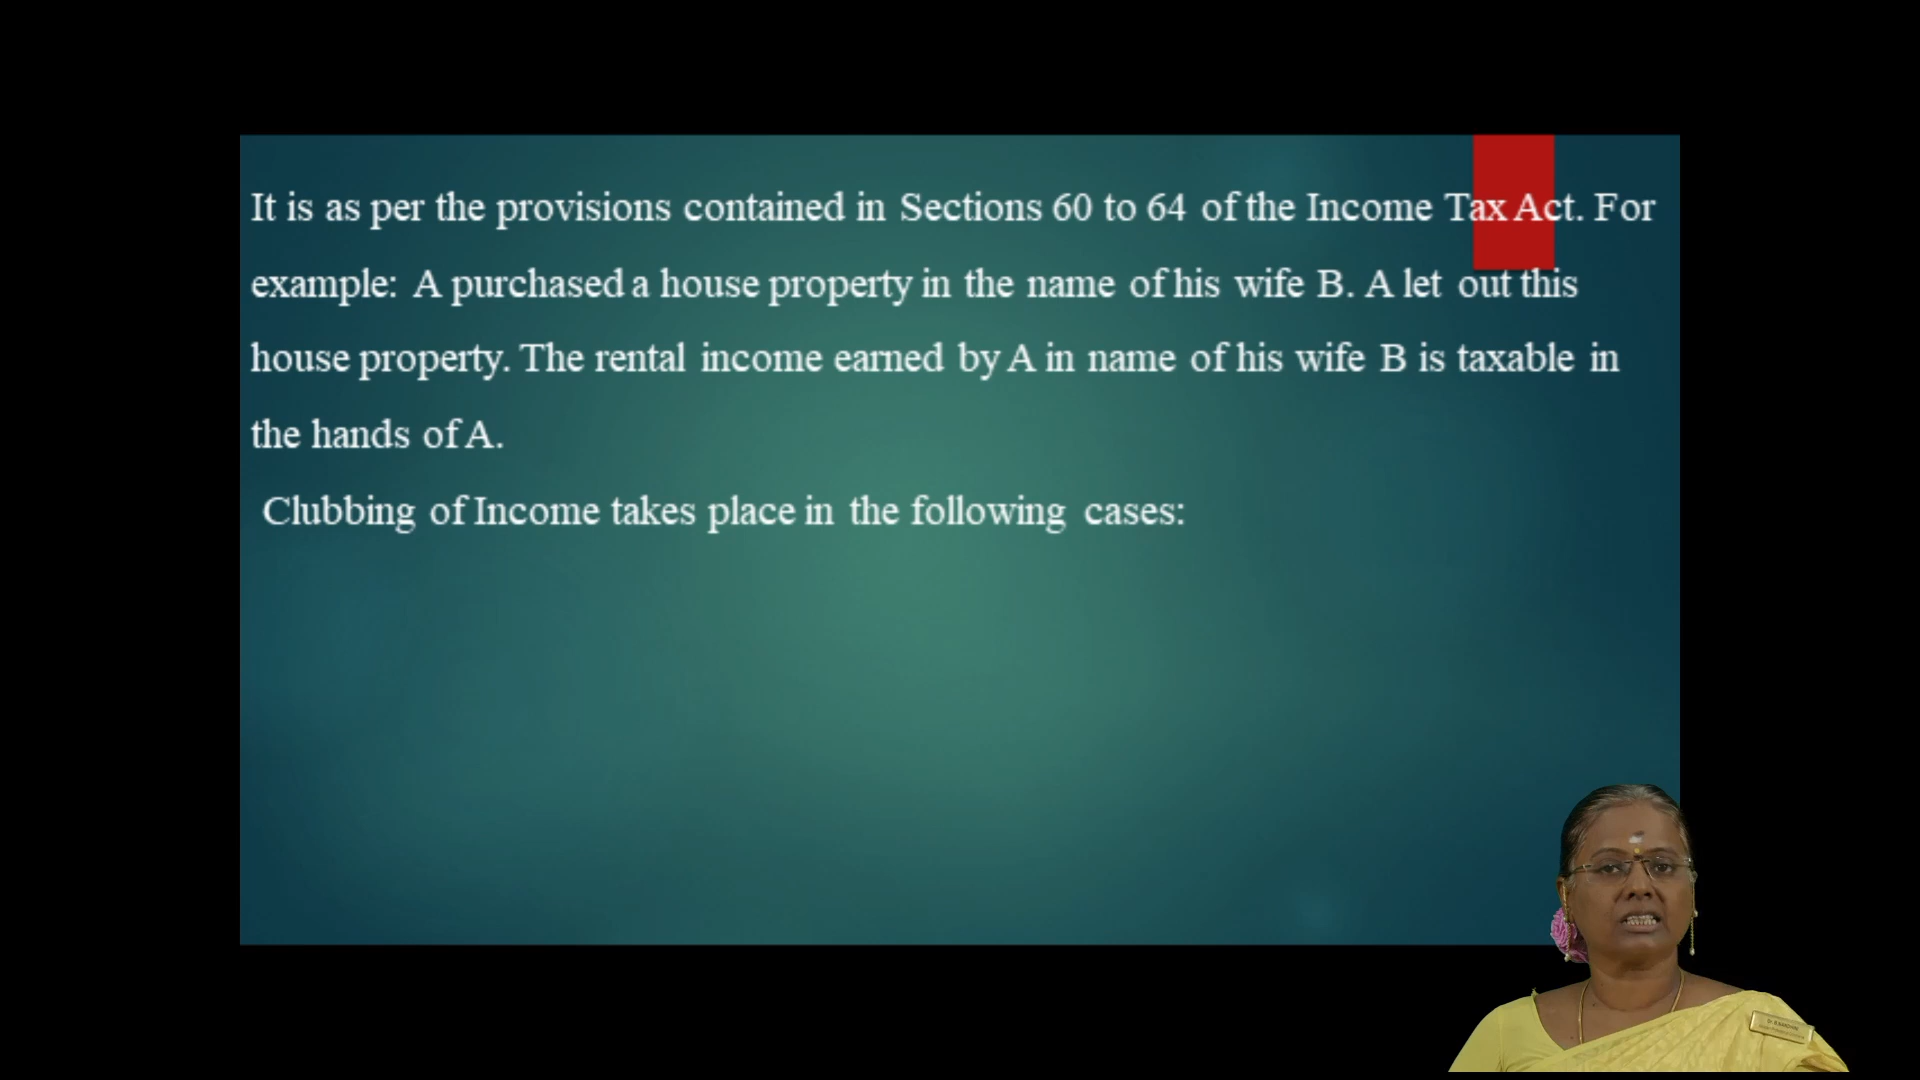 It is as per the provisions contained in Sections 60 to 64 of the Income Tax Act. For
example: A purchased a house property in the name of his wife B. A let out this
house property. The rental income earned by A in name of his wife B is taxable in
the hands of A.
Clubbing of Income takes place in the following cases: